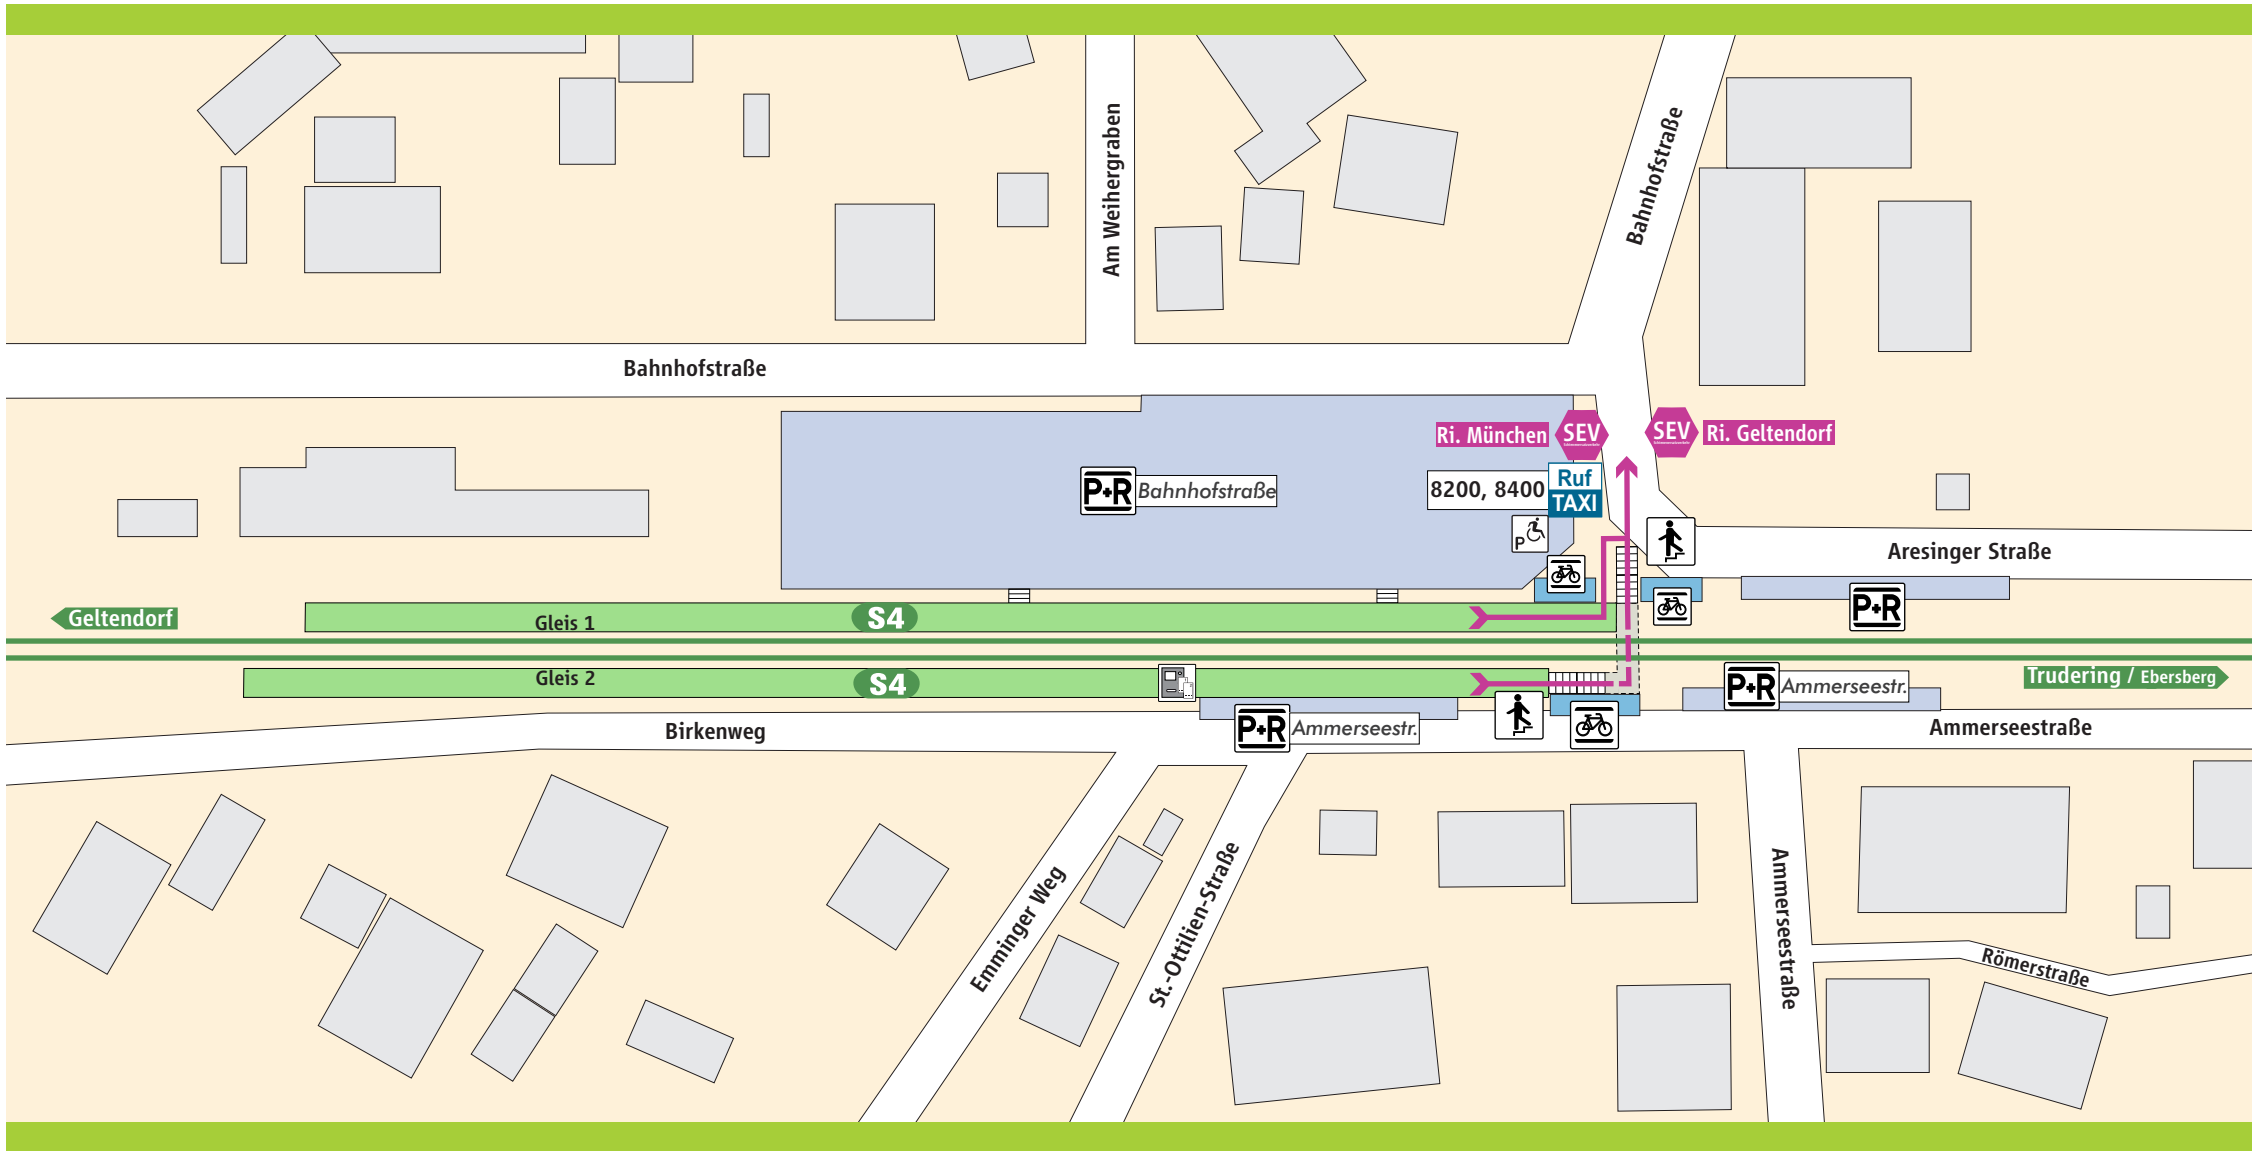 Am Weihergraben
Bahnhofstraße
Bahnhofstraße
Ri. München
SEV
SEV
Ri. Geltendorf
P+R
Bahnhofstraße
8200, 8400
Ruf
TAXI
P
Aresinger Straße
Geltendorf
Gleis 1
S4
P+R
Gleis 2
S4
P+R
Ammerseestr.
Trudering / Ebersberg
Birkenweg
P+R
Ammerseestr.
Ammerseestraße
Emminger Weg
St.-Ottilien-Straße
Ammerseestraße
Römerstraße